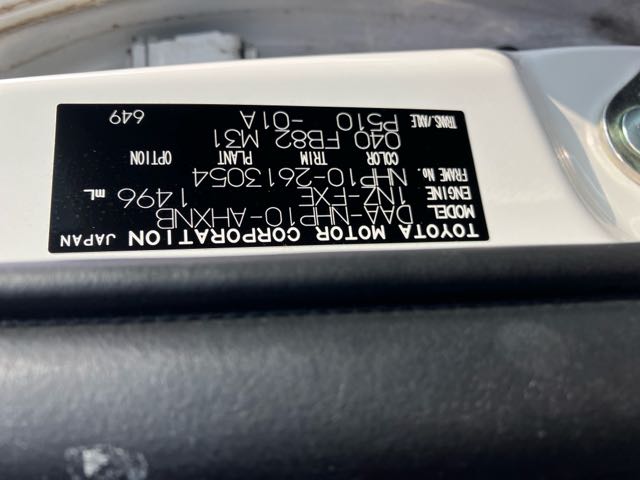 TOYOTA MOTOR CORPORATION JAPAN
MODEL DAA-NHP10-AHXNB
ENGINE 1NZ-FXE 1496 mL
FRAME No. NHP10-2613054
COLOR TRIM PLANT OPTION
040 FB82 M31
TRANS./AXLE P510 -01A
649